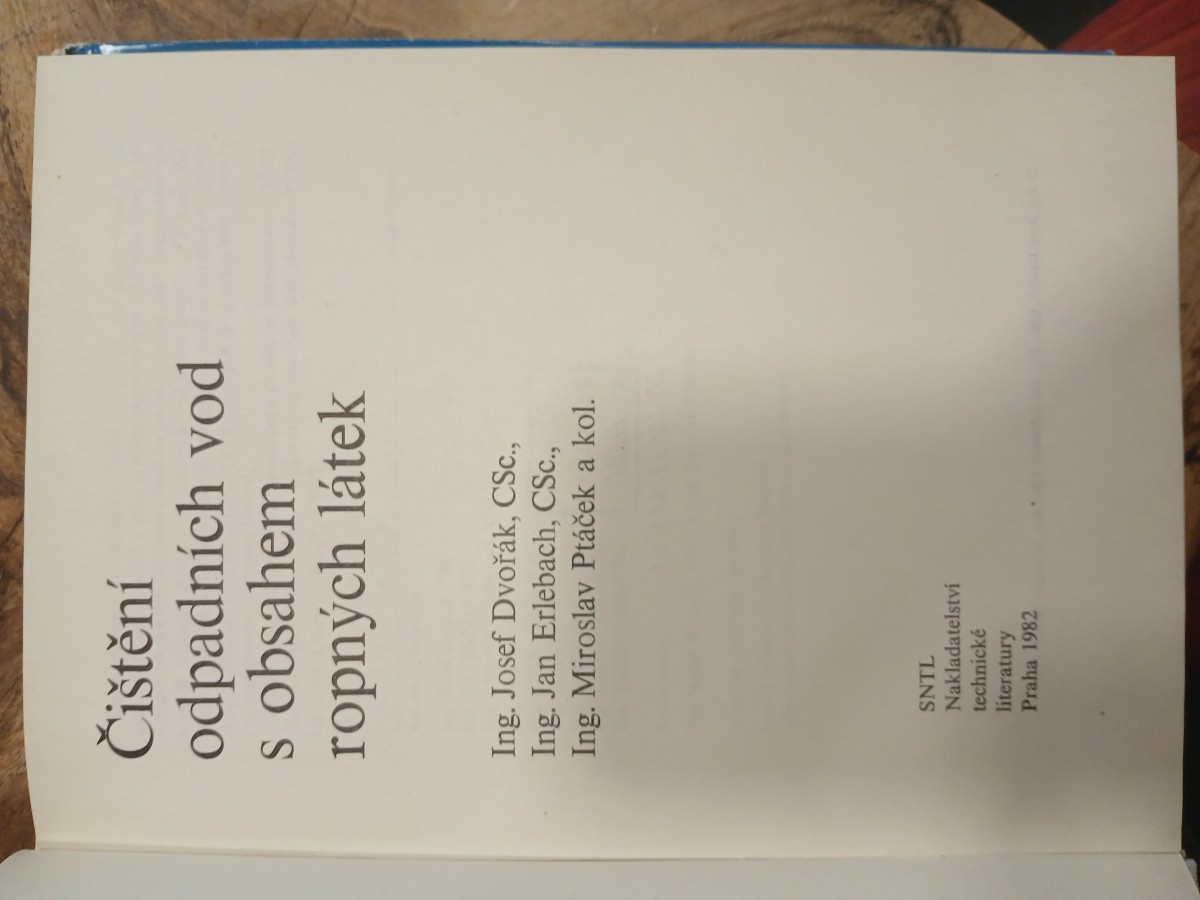 Čištění
odpadních vod
s obsahem
ropných látek
Ing. Josef Dvořák, CSc.,
Ing. Jan Erlebach, CSc.,
Ing. Miroslav Ptáček a kol.
SNTL
Nakladatelství
technické
literatury
Praha 1982